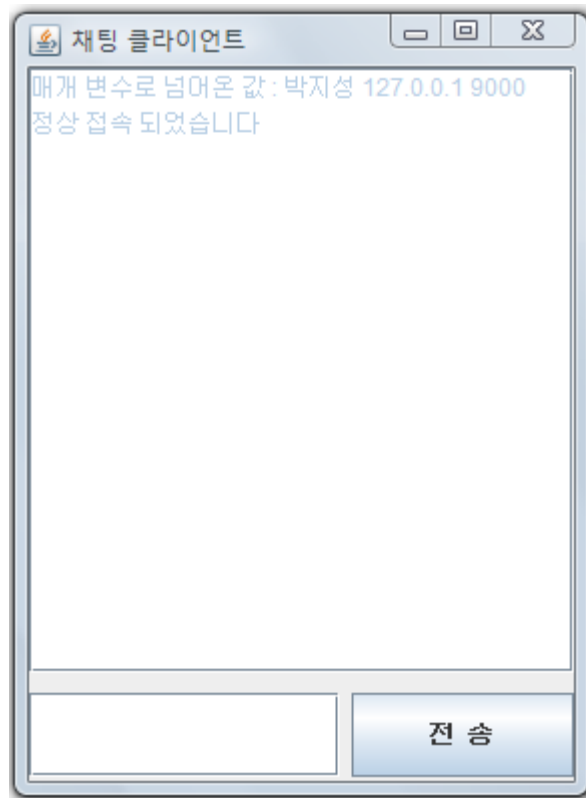 채팅 클라이언트
매개 변수로 넘어온 값 : 박지성 127.0.0.1 9000
정상 접속 되었습니다
전 송